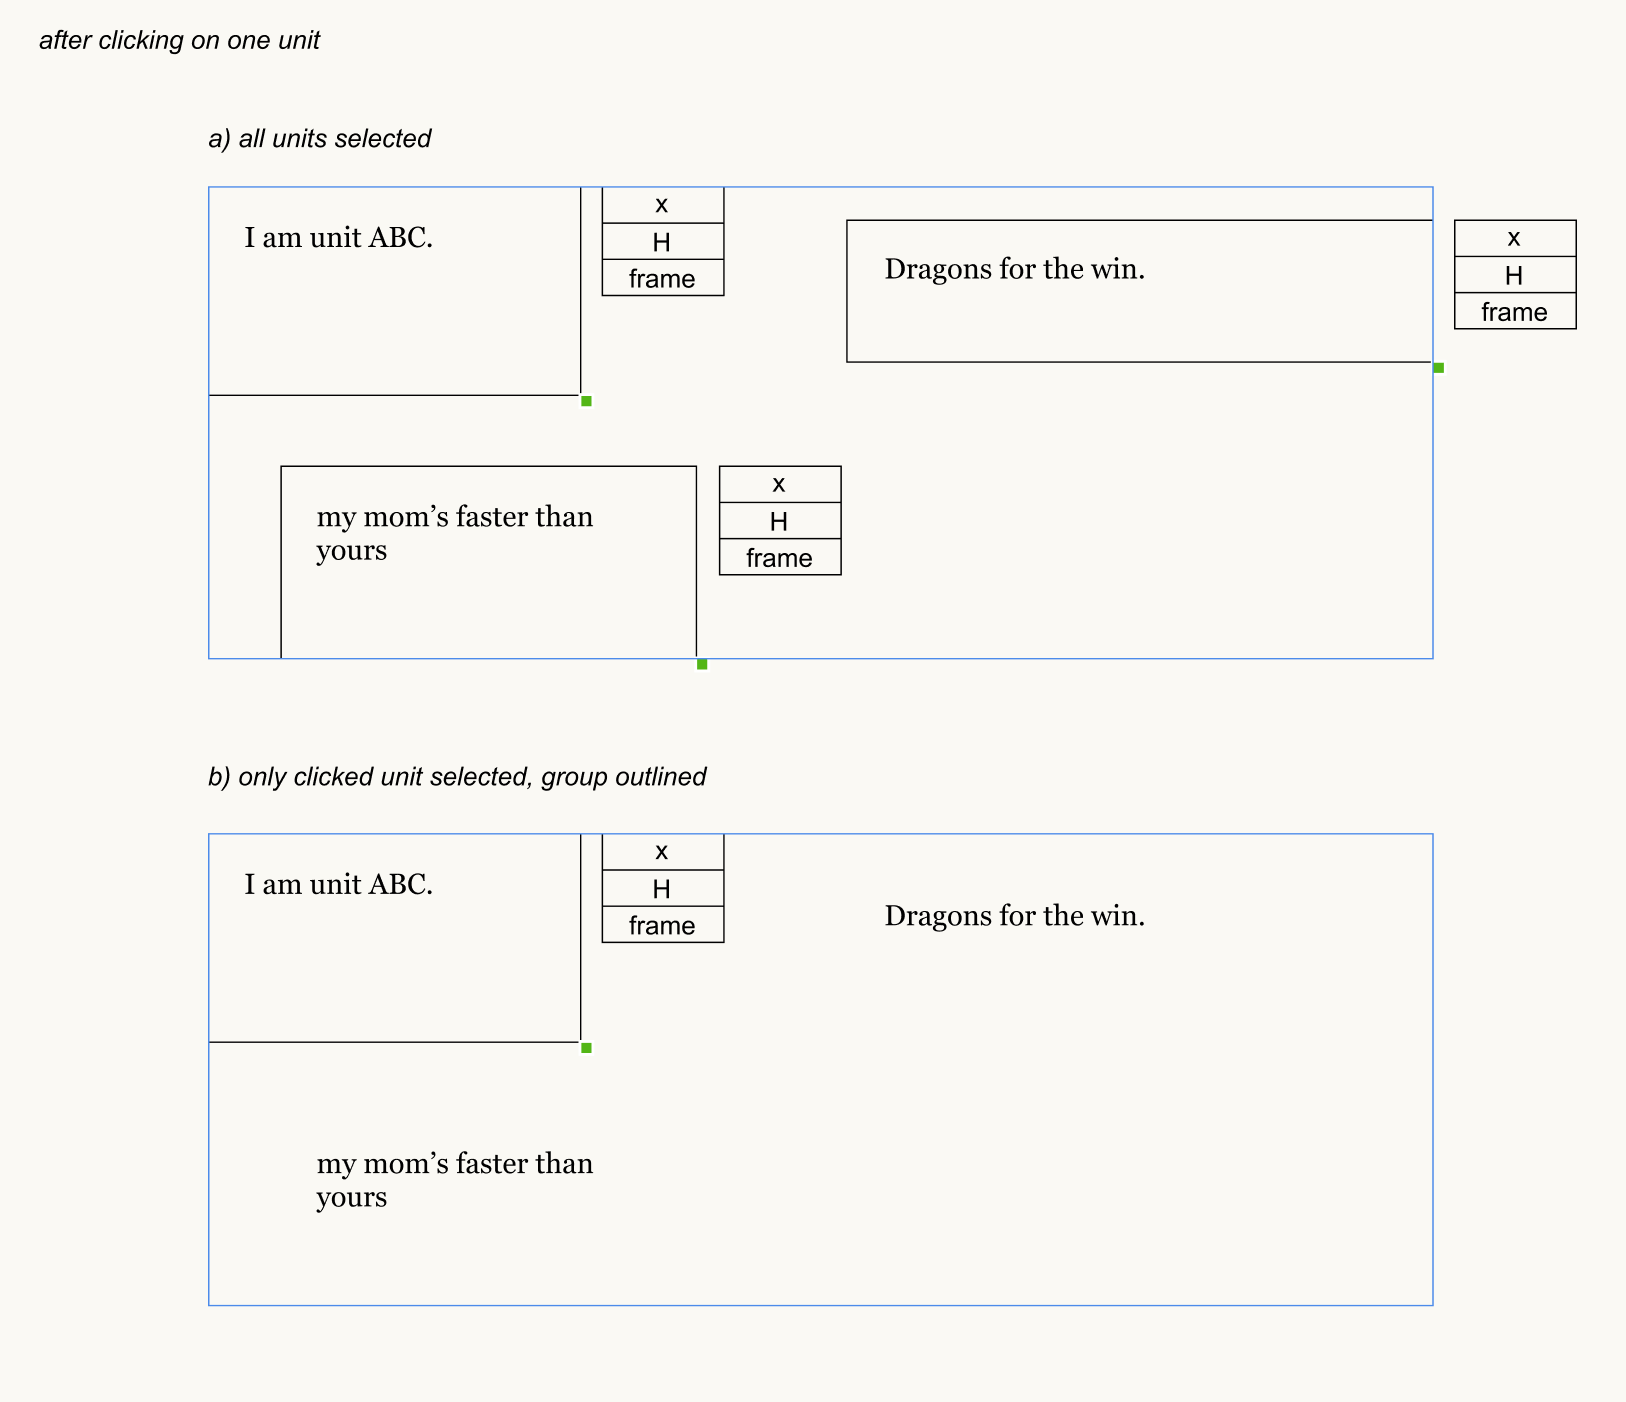 after clicking on one unit
a) all units selected
I am unit ABC.
x
H
frame
Dragons for the win.
x
H
frame
my mom’s faster than
yours
x
H
frame
b) only clicked unit selected, group outlined
I am unit ABC.
x
H
frame
Dragons for the win.
my mom’s faster than
yours